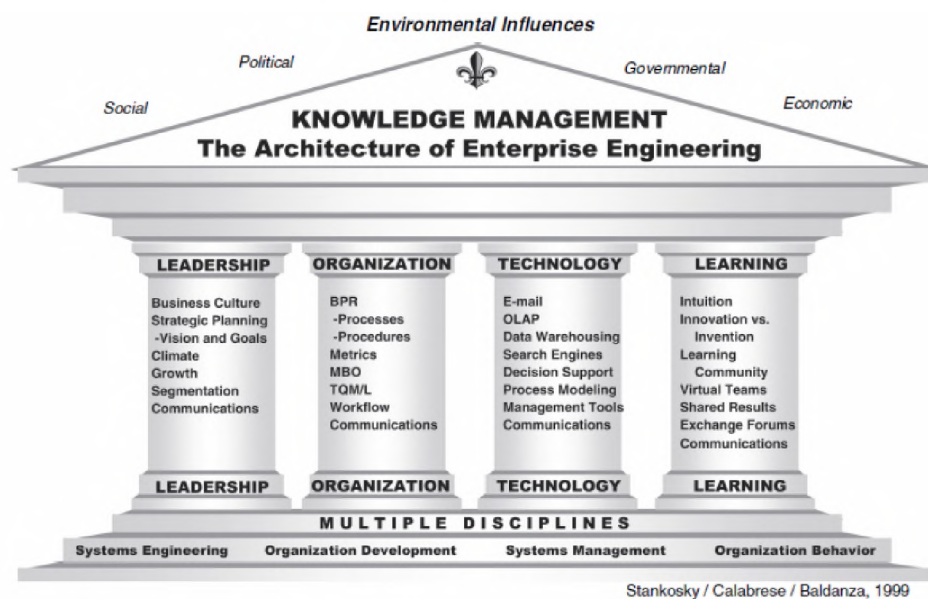 Environmental Influences
Political
Governmental
Social
Economic
KNOWLEDGE MANAGEMENT
The Architecture of Enterprise Engineering
LEADERSHIP
Business Culture
Strategic Planning
-Vision and Goals
Climate
Growth
Segmentation
Communications
LEADERSHIP
ORGANIZATION
BPR
-Processes
-Procedures
Metrics
MBO
TQM/L
Workflow
Communications
ORGANIZATION
TECHNOLOGY
E-mail
OLAP
Data Warehousing
Search Engines
Decision Support
Process Modeling
Management Tools
Communications
TECHNOLOGY
LEARNING
Intuition
Innovation vs.
Invention
Learning
Community
Virtual Teams
Shared Results
Exchange Forums
Communications
LEARNING
MULTIPLE DISCIPLINES
Systems Engineering Organization Development Systems Management Organization Behavior
Stankosky / Calabrese / Baldanza, 1999